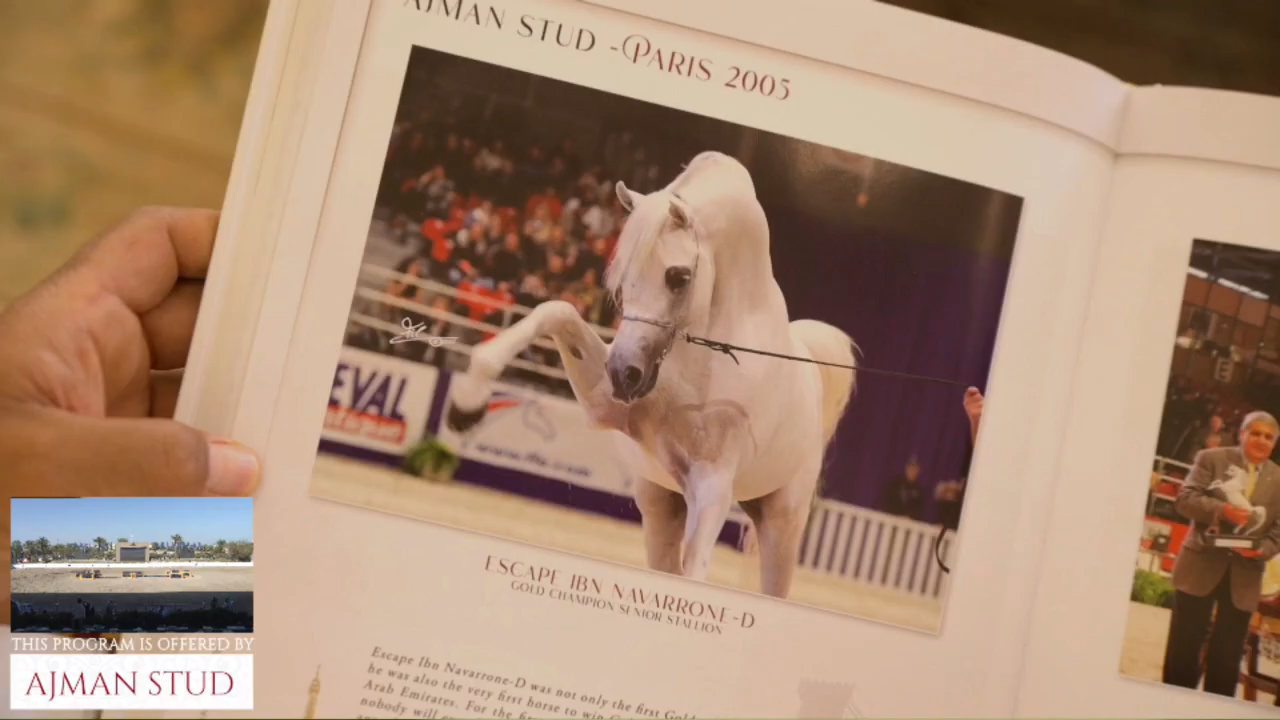 AJMAN STUD - PARIS 2005
EVAL
ESCAPE IBN NAVARRONE-D
GOLD CHAMPION SENIOR STALLION
Escape Ibn Navarrone-D was not only the first Gold
he was also the very first horse to win
Arab Emirates. For the
nobody will
THIS PROGRAM IS OFFERED BY
AJMAN STUD